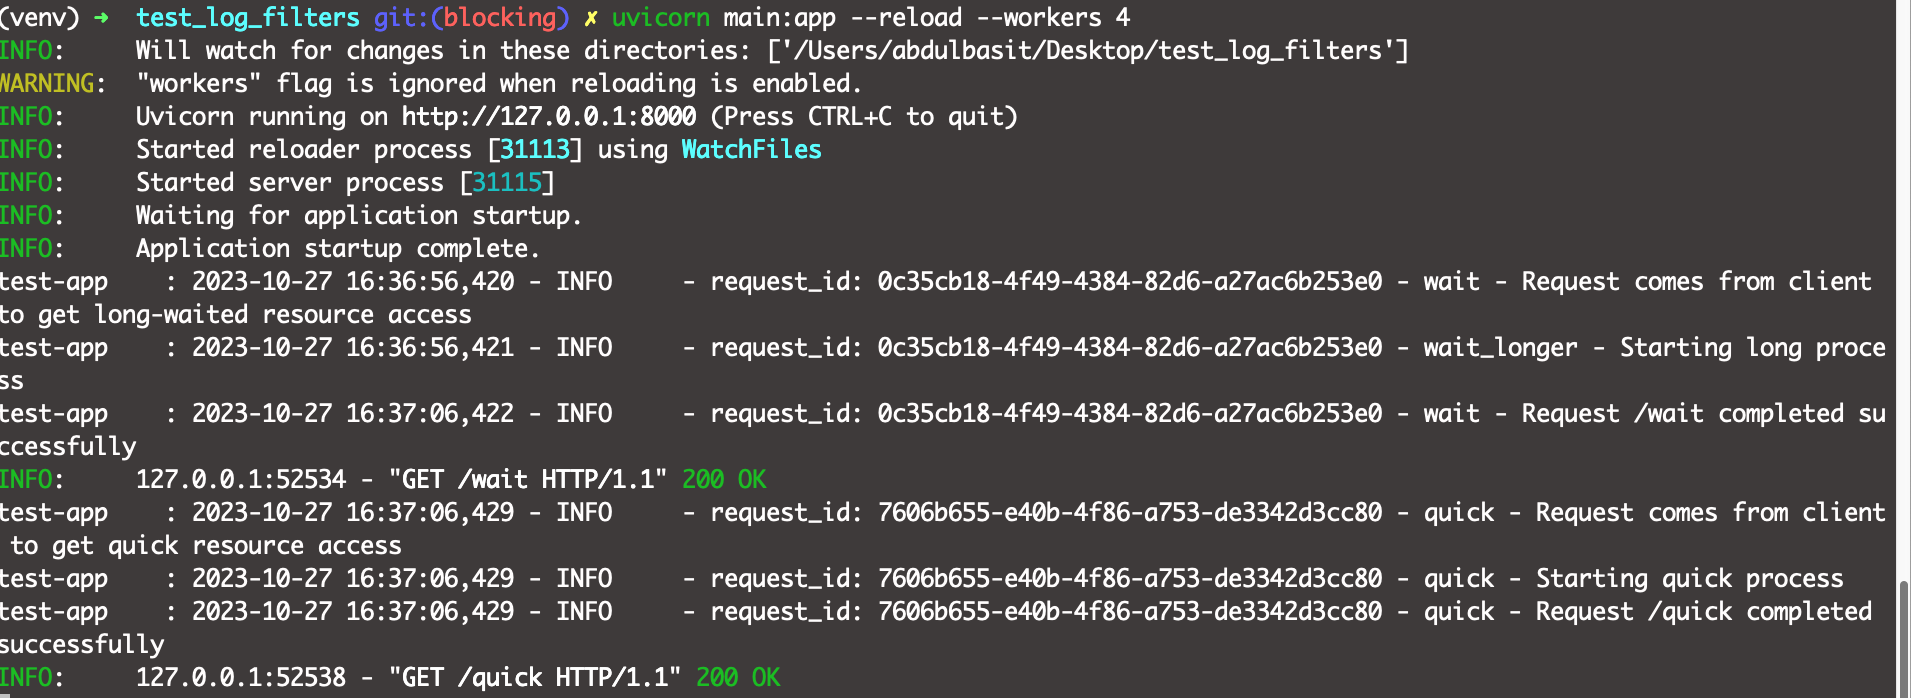 (venv) ➜  test_log_filters git:(blocking) ✗ uvicorn main:app --reload --workers 4
INFO:     Will watch for changes in these directories: ['/Users/abdulbasit/Desktop/test_log_filters']
WARNING:  "workers" flag is ignored when reloading is enabled.
INFO:     Uvicorn running on http://127.0.0.1:8000 (Press CTRL+C to quit)
INFO:     Started reloader process [31113] using WatchFiles
INFO:     Started server process [31115]
INFO:     Waiting for application startup.
INFO:     Application startup complete.
test-app    : 2023-10-27 16:36:56,420 - INFO     - request_id: 0c35cb18-4f49-4384-82d6-a27ac6b253e0 - wait - Request comes from client
to get long-waited resource access
test-app    : 2023-10-27 16:36:56,421 - INFO     - request_id: 0c35cb18-4f49-4384-82d6-a27ac6b253e0 - wait_longer - Starting long proce
ss
test-app    : 2023-10-27 16:37:06,422 - INFO     - request_id: 0c35cb18-4f49-4384-82d6-a27ac6b253e0 - wait - Request /wait completed su
ccessfully
INFO:     127.0.0.1:52534 - "GET /wait HTTP/1.1" 200 OK
test-app    : 2023-10-27 16:37:06,429 - INFO     - request_id: 7606b655-e40b-4f86-a753-de3342d3cc80 - quick - Request comes from client
 to get quick resource access
test-app    : 2023-10-27 16:37:06,429 - INFO     - request_id: 7606b655-e40b-4f86-a753-de3342d3cc80 - quick - Starting quick process
test-app    : 2023-10-27 16:37:06,429 - INFO     - request_id: 7606b655-e40b-4f86-a753-de3342d3cc80 - quick - Request /quick completed
successfully
INFO:     127.0.0.1:52538 - "GET /quick HTTP/1.1" 200 OK